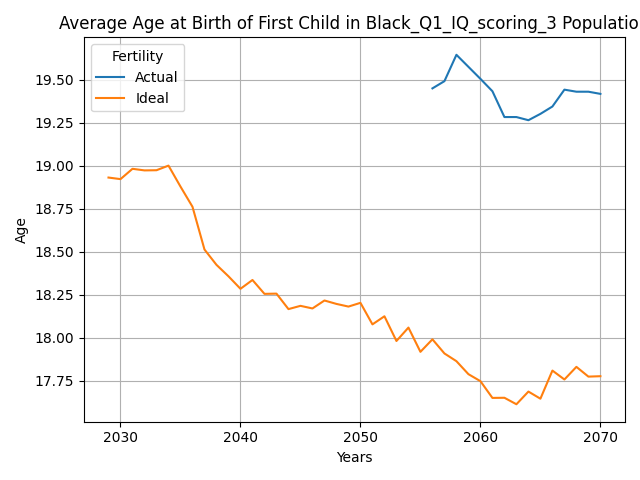 Average Age at Birth of First Child in Black_Q1_IQ_scoring_3 Populatio
Fertility
Actual
Ideal
19.50
19.25
19.00
18.75
18.50
18.25
18.00
17.75
Age
2030
2040
2050
2060
2070
Years